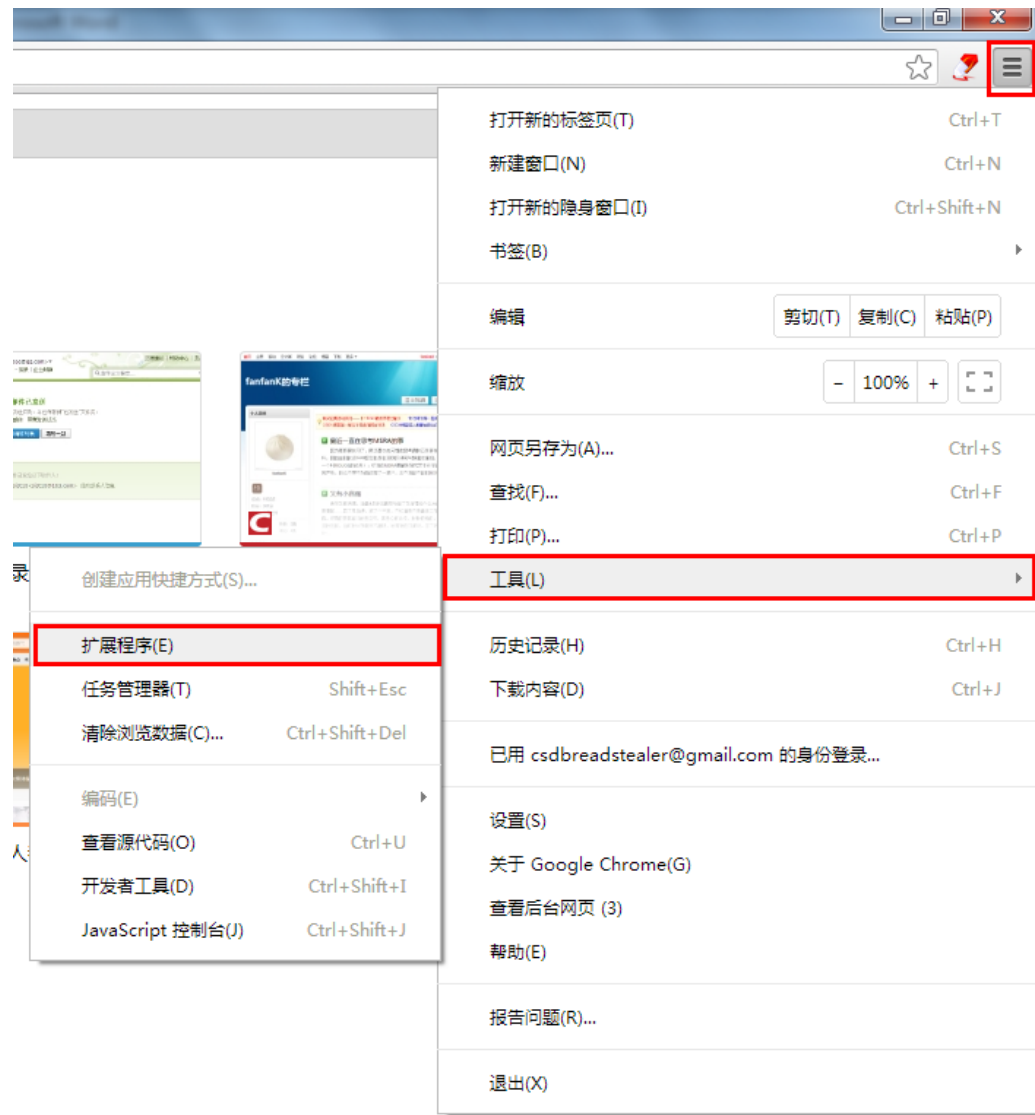 打开新的标签页(T) Ctrl+T
新建窗口(N) Ctrl+N
打开新的隐身窗口(I) Ctrl+Shift+N
书签(B)
编辑 剪切(T) 复制(C) 粘贴(P)
缩放 − 100% +
网页另存为(A)... Ctrl+S
查找(F)... Ctrl+F
打印(P)... Ctrl+P
工具(L)
历史记录(H) Ctrl+H
下载内容(D) Ctrl+J
已用 csdbreadstealer@gmail.com 的身份登录...
设置(S)
关于 Google Chrome(G)
查看后台网页 (3)
帮助(E)
报告问题(R)...
退出(X)
创建应用快捷方式(S)...
扩展程序(E)
任务管理器(T) Shift+Esc
清除浏览数据(C)... Ctrl+Shift+Del
编码(E)
查看源代码(O) Ctrl+U
开发者工具(D) Ctrl+Shift+I
JavaScript 控制台(J) Ctrl+Shift+J
fanfanK的专栏
录
人